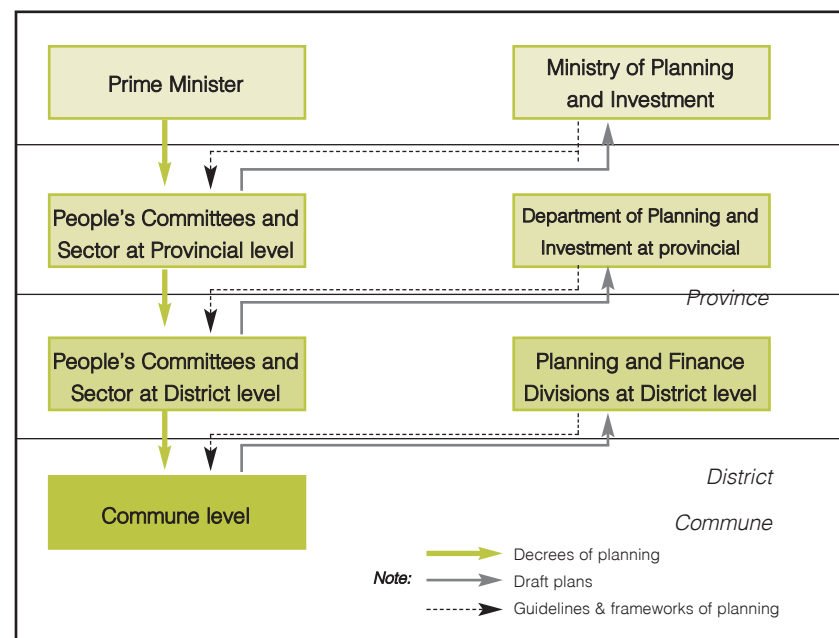 Prime Minister
Ministry of Planning
and Investment
People's Committees and
Sector at Provincial level
Department of Planning and
Investment at provincial
Province
People's Committees and
Sector at District level
Planning and Finance
Divisions at District level
District
Commune level
Commune
Note:
Decrees of planning
Draft plans
Guidelines & frameworks of planning